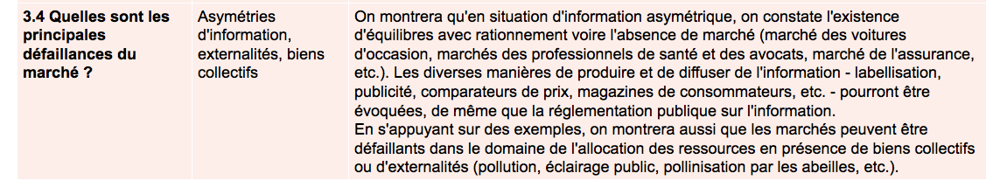 3.4 Quelles sont les
principales
défaillances du
marché ?
Asymétries
d'information,
externalités, biens
collectifs
On montrera qu'en situation d'information asymétrique, on constate l'existence
d'équilibres avec rationnement voire l'absence de marché (marché des voitures
d'occasion, marchés des professionnels de santé et des avocats, marché de l'assurance,
etc.). Les diverses manières de produire et de diffuser de l'information - labellisation,
publicité, comparateurs de prix, magazines de consommateurs, etc. - pourront être
évoquées, de même que la réglementation publique sur l'information.
En s'appuyant sur des exemples, on montrera aussi que les marchés peuvent être
défaillants dans le domaine de l'allocation des ressources en présence de biens collectifs
ou d'externalités (pollution, éclairage public, pollinisation par les abeilles, etc.).